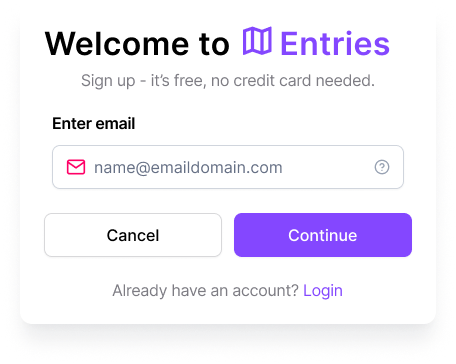 Welcome to Entries
Sign up - it’s free, no credit card needed.
Enter email
name@emaildomain.com
Cancel
Continue
Already have an account? Login